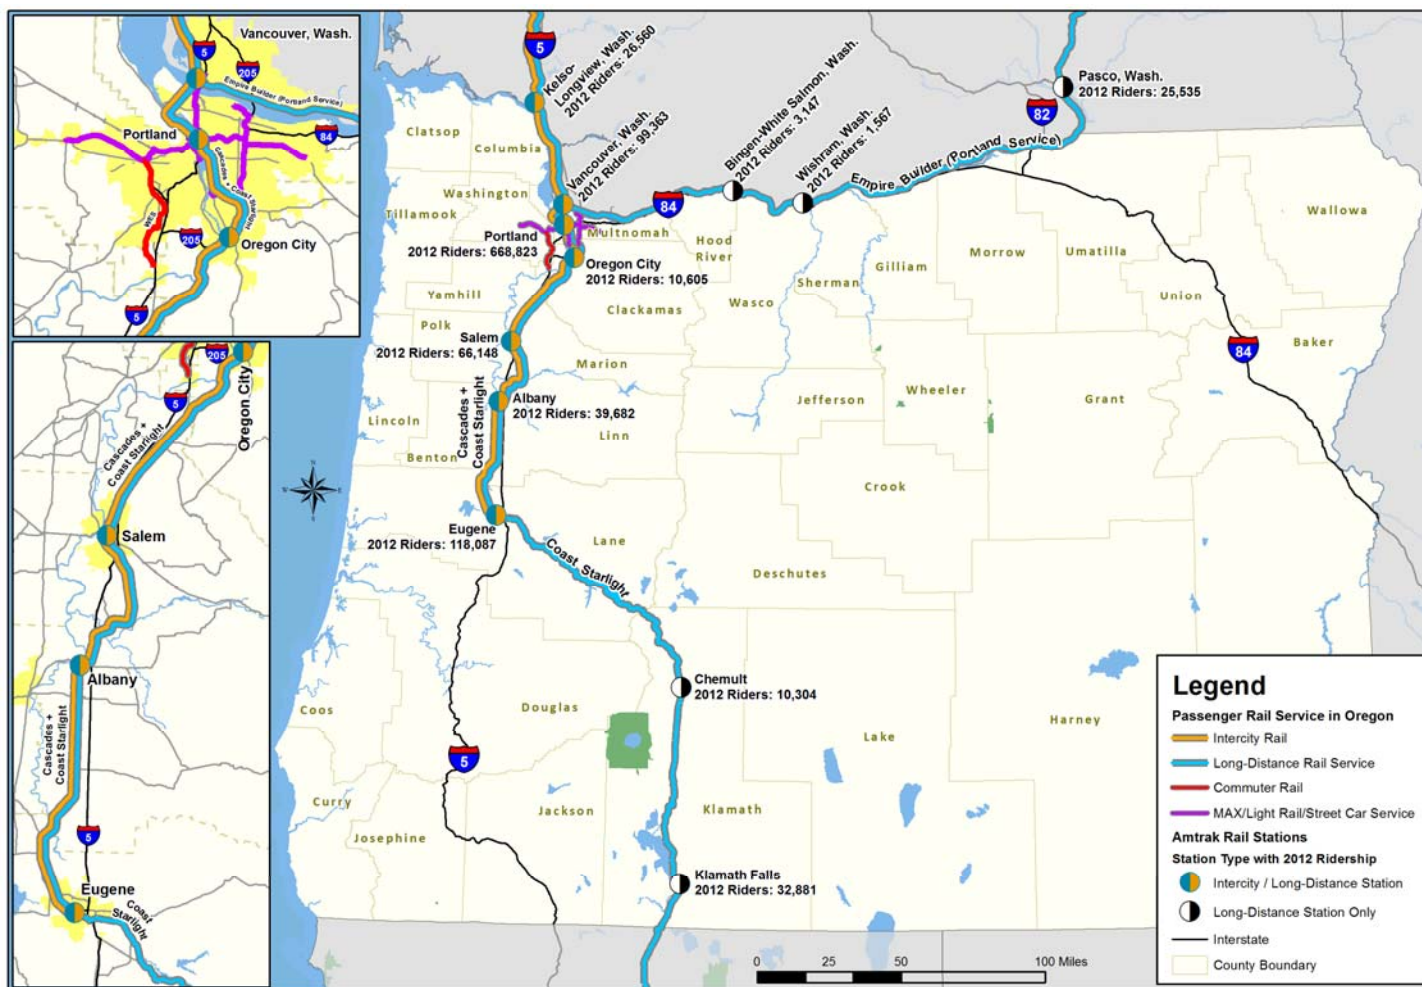 Vancouver, Wash.
5
205
Empire Builder (Portland Service)
84
Portland
Cascades + Coast Starlight
WES
205
Oregon City
5
205
Oregon City
5
Cascades +
Coast Starlight
Salem
Albany
Cascades +
Coast Starlight
5
Eugene
Coast
Starlight
5
Kelso-
Longview, Wash.
2012 Riders: 26,560
Vancouver, Wash.
2012 Riders: 99,363
Bingen-White Salmon, Wash.
2012 Riders: 3,147
Wishram, Wash.
2012 Riders: 1,567
Empire Builder (Portland Service)
Pasco, Wash.
2012 Riders: 25,535
82
84
Clatsop
Columbia
Washington
Tillamook
Multnomah
Hood
River
Portland
2012 Riders: 668,823
Oregon City
2012 Riders: 10,605
Yamhill
Clackamas
Wasco
Sherman
Gilliam
Morrow
Umatilla
Wallowa
Union
Baker
84
Polk
Salem
2012 Riders: 66,148
Marion
Albany
2012 Riders: 39,682
Cascades +
Coast Starlight
Lincoln
Benton
Linn
Jefferson
Wheeler
Grant
Crook
N
W
E
S
Eugene
2012 Riders: 118,087
Lane
Coast Starlight
Deschutes
Chemult
2012 Riders: 10,304
Coos
Douglas
5
Lake
Harney
Curry
Josephine
Jackson
Klamath
Klamath Falls
2012 Riders: 32,881
0 25 50 100 Miles
Legend
Passenger Rail Service in Oregon
Intercity Rail
Long-Distance Rail Service
Commuter Rail
MAX/Light Rail/Street Car Service
Amtrak Rail Stations
Station Type with 2012 Ridership
Intercity / Long-Distance Station
Long-Distance Station Only
Interstate
County Boundary